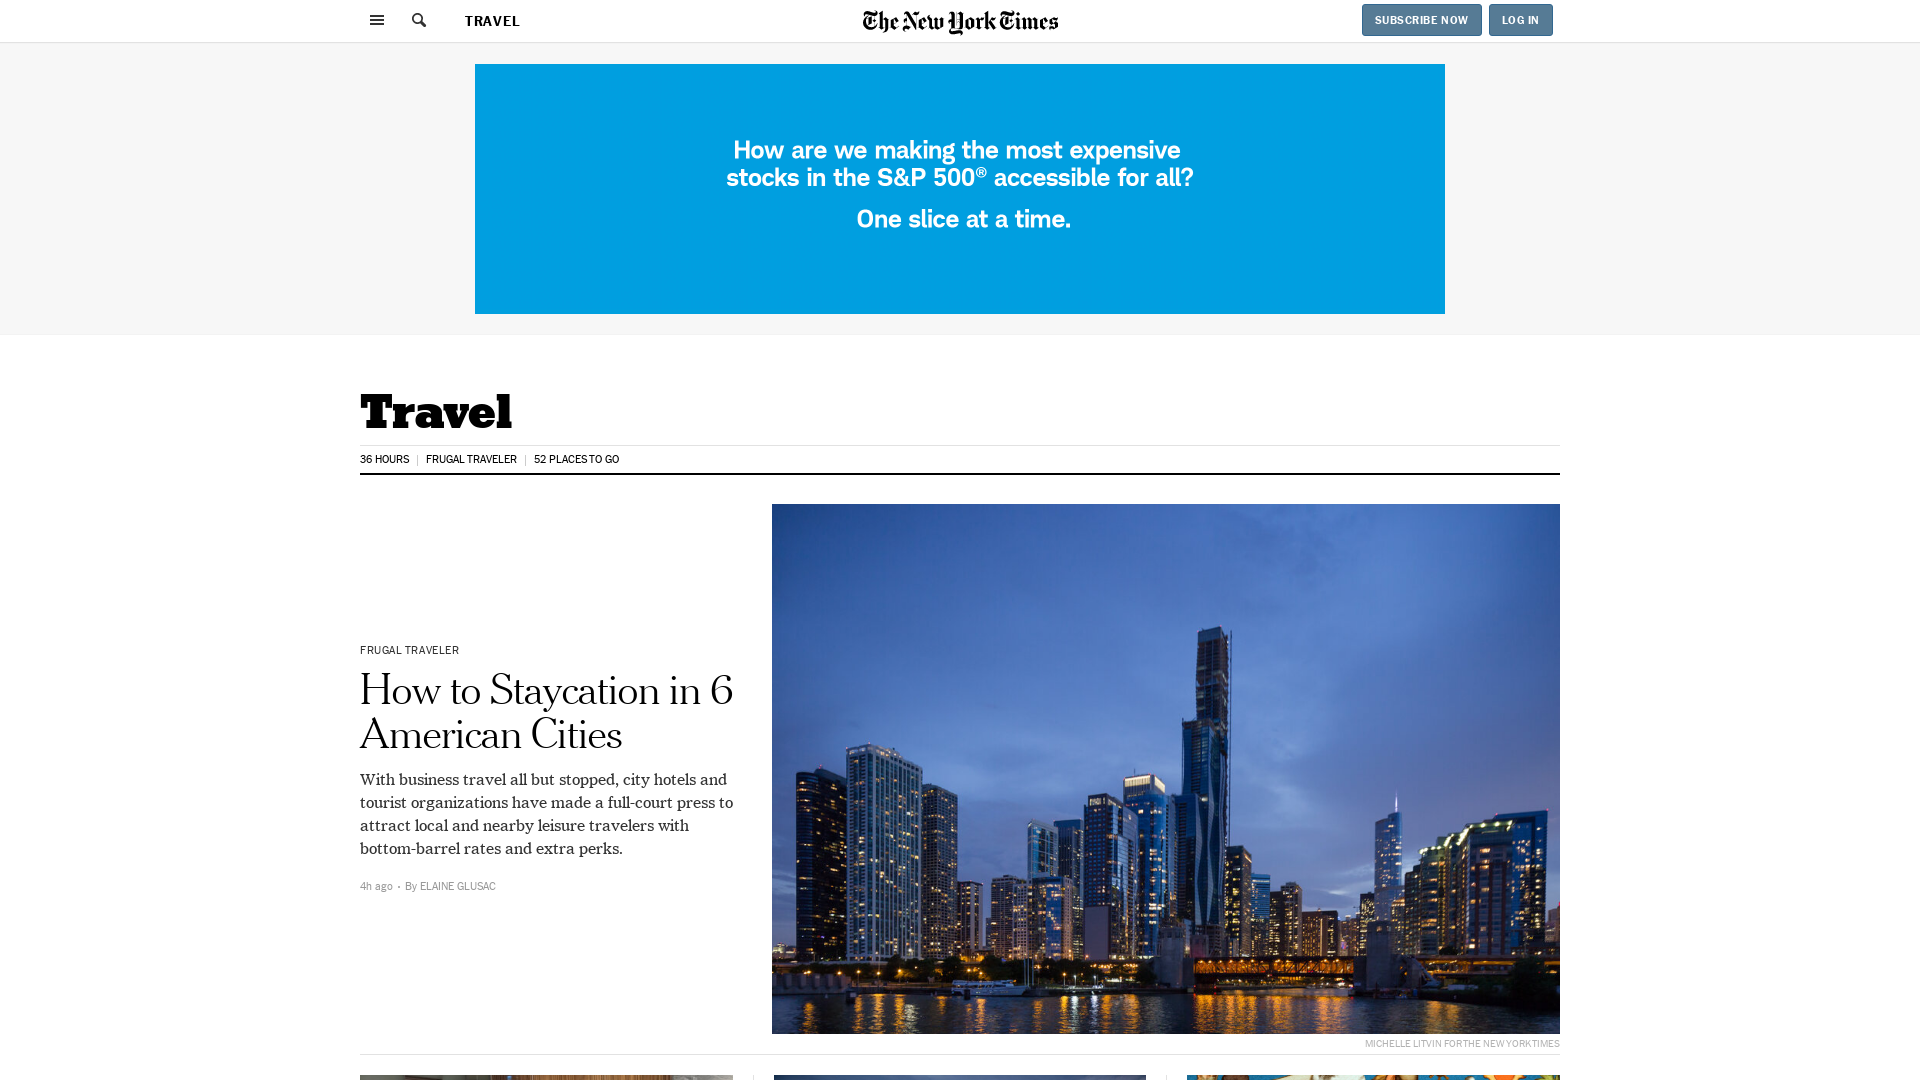 TRAVEL
The New York Times
SUBSCRIBE NOW
LOG IN
How are we making the most expensive
stocks in the S&P 500® accessible for all?
One slice at a time.
Travel
36 HOURS
FRUGAL TRAVELER
52 PLACES TO GO
FRUGAL TRAVELER
How to Staycation in 6
American Cities
With business travel all but stopped, city hotels and
tourist organizations have made a full-court press to
attract local and nearby leisure travelers with
bottom-barrel rates and extra perks.
4h ago · By ELAINE GLUSAC
MICHELLE LITVIN FOR THE NEW YORK TIMES